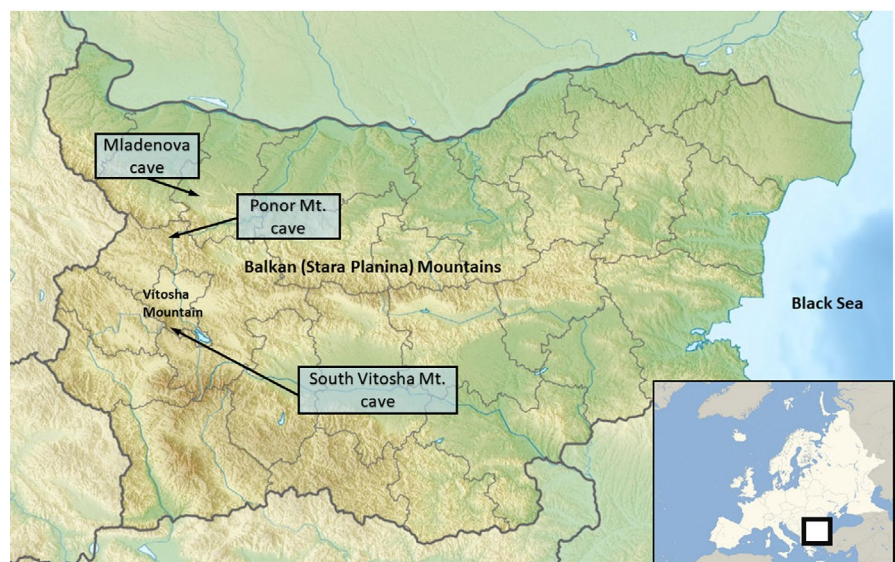 Mladenova
cave
Ponor Mt.
cave
Balkan (Stara Planina) Mountains
Vitosha
Mountain
Black Sea
South Vitosha Mt.
cave